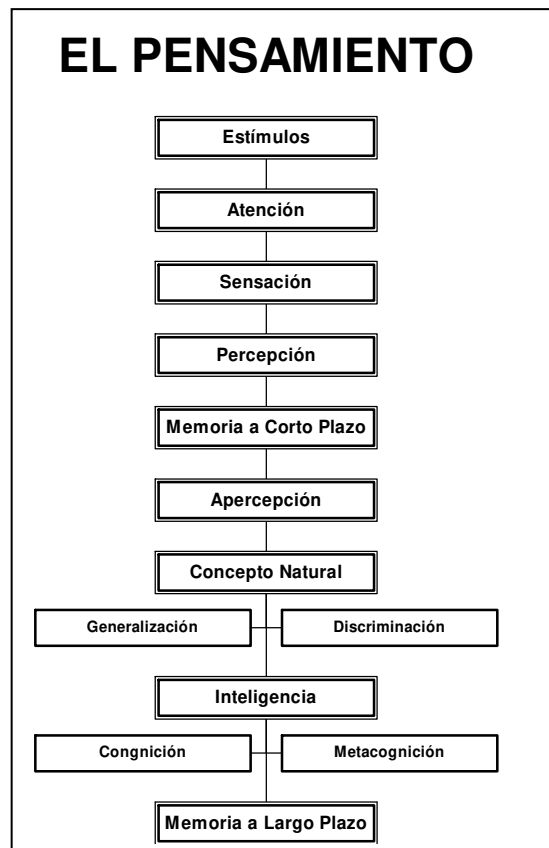 EL PENSAMIENTO
Estímulos
Atención
Sensación
Percepción
Memoria a Corto Plazo
Apercepción
Concepto Natural
Generalización
Discriminación
Inteligencia
Congnición
Metacognición
Memoria a Largo Plazo